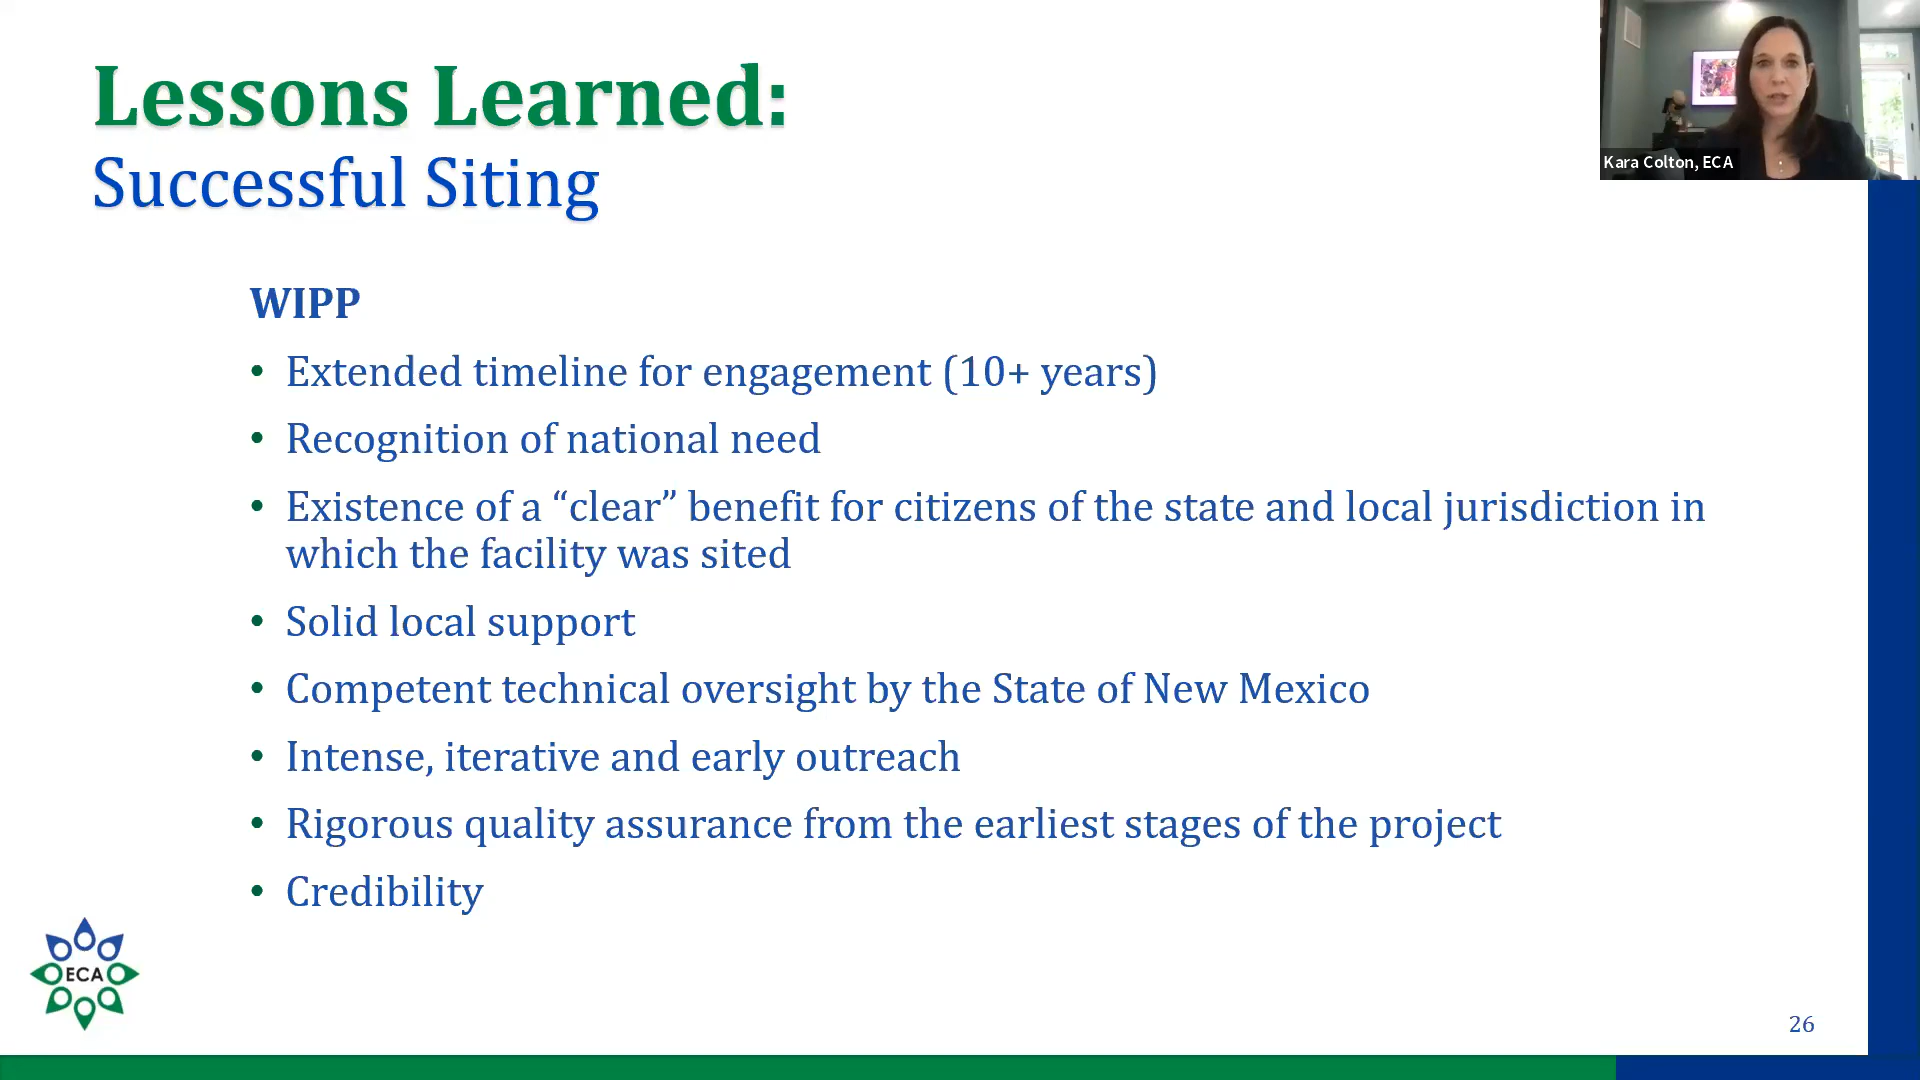 Lessons Learned:
Successful Siting
Kara Colton, ECA
WIPP
• Extended timeline for engagement (10+ years)
• Recognition of national need
• Existence of a “clear” benefit for citizens of the state and local jurisdiction in
which the facility was sited
• Solid local support
• Competent technical oversight by the State of New Mexico
• Intense, iterative and early outreach
• Rigorous quality assurance from the earliest stages of the project
• Credibility
ECA
26